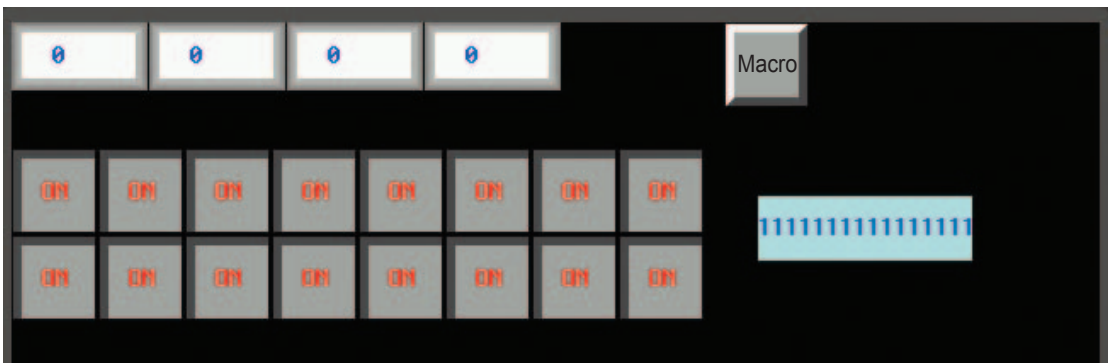 0 0 0 0 Macro
ON ON ON ON ON ON ON ON
1111111111111111
ON ON ON ON ON ON ON ON